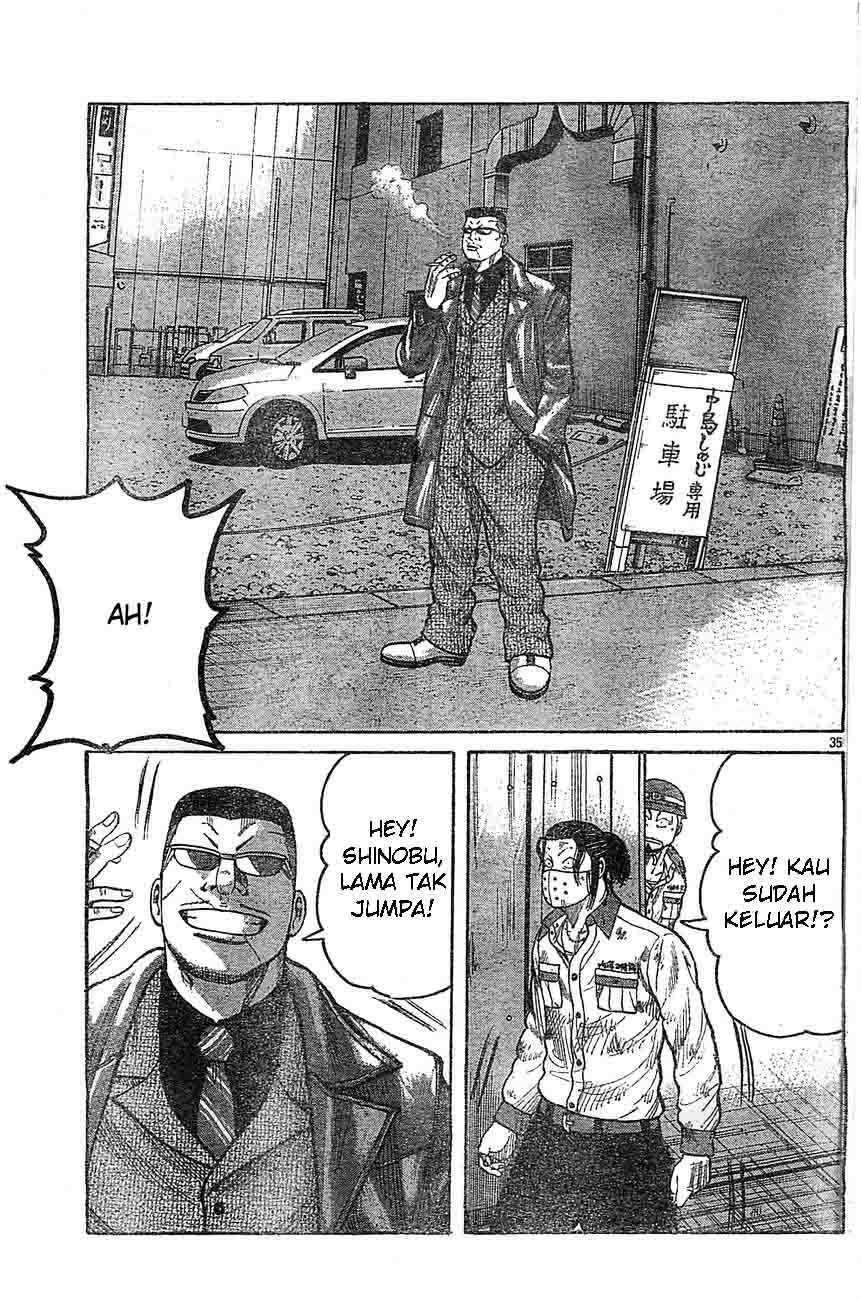 中島しめじ専用
駐車場
AH!
35
HEY! KAU
SUDAH
KELUAR!?
HEY!
SHINOBU,
LAMA TAK
JUMPA!